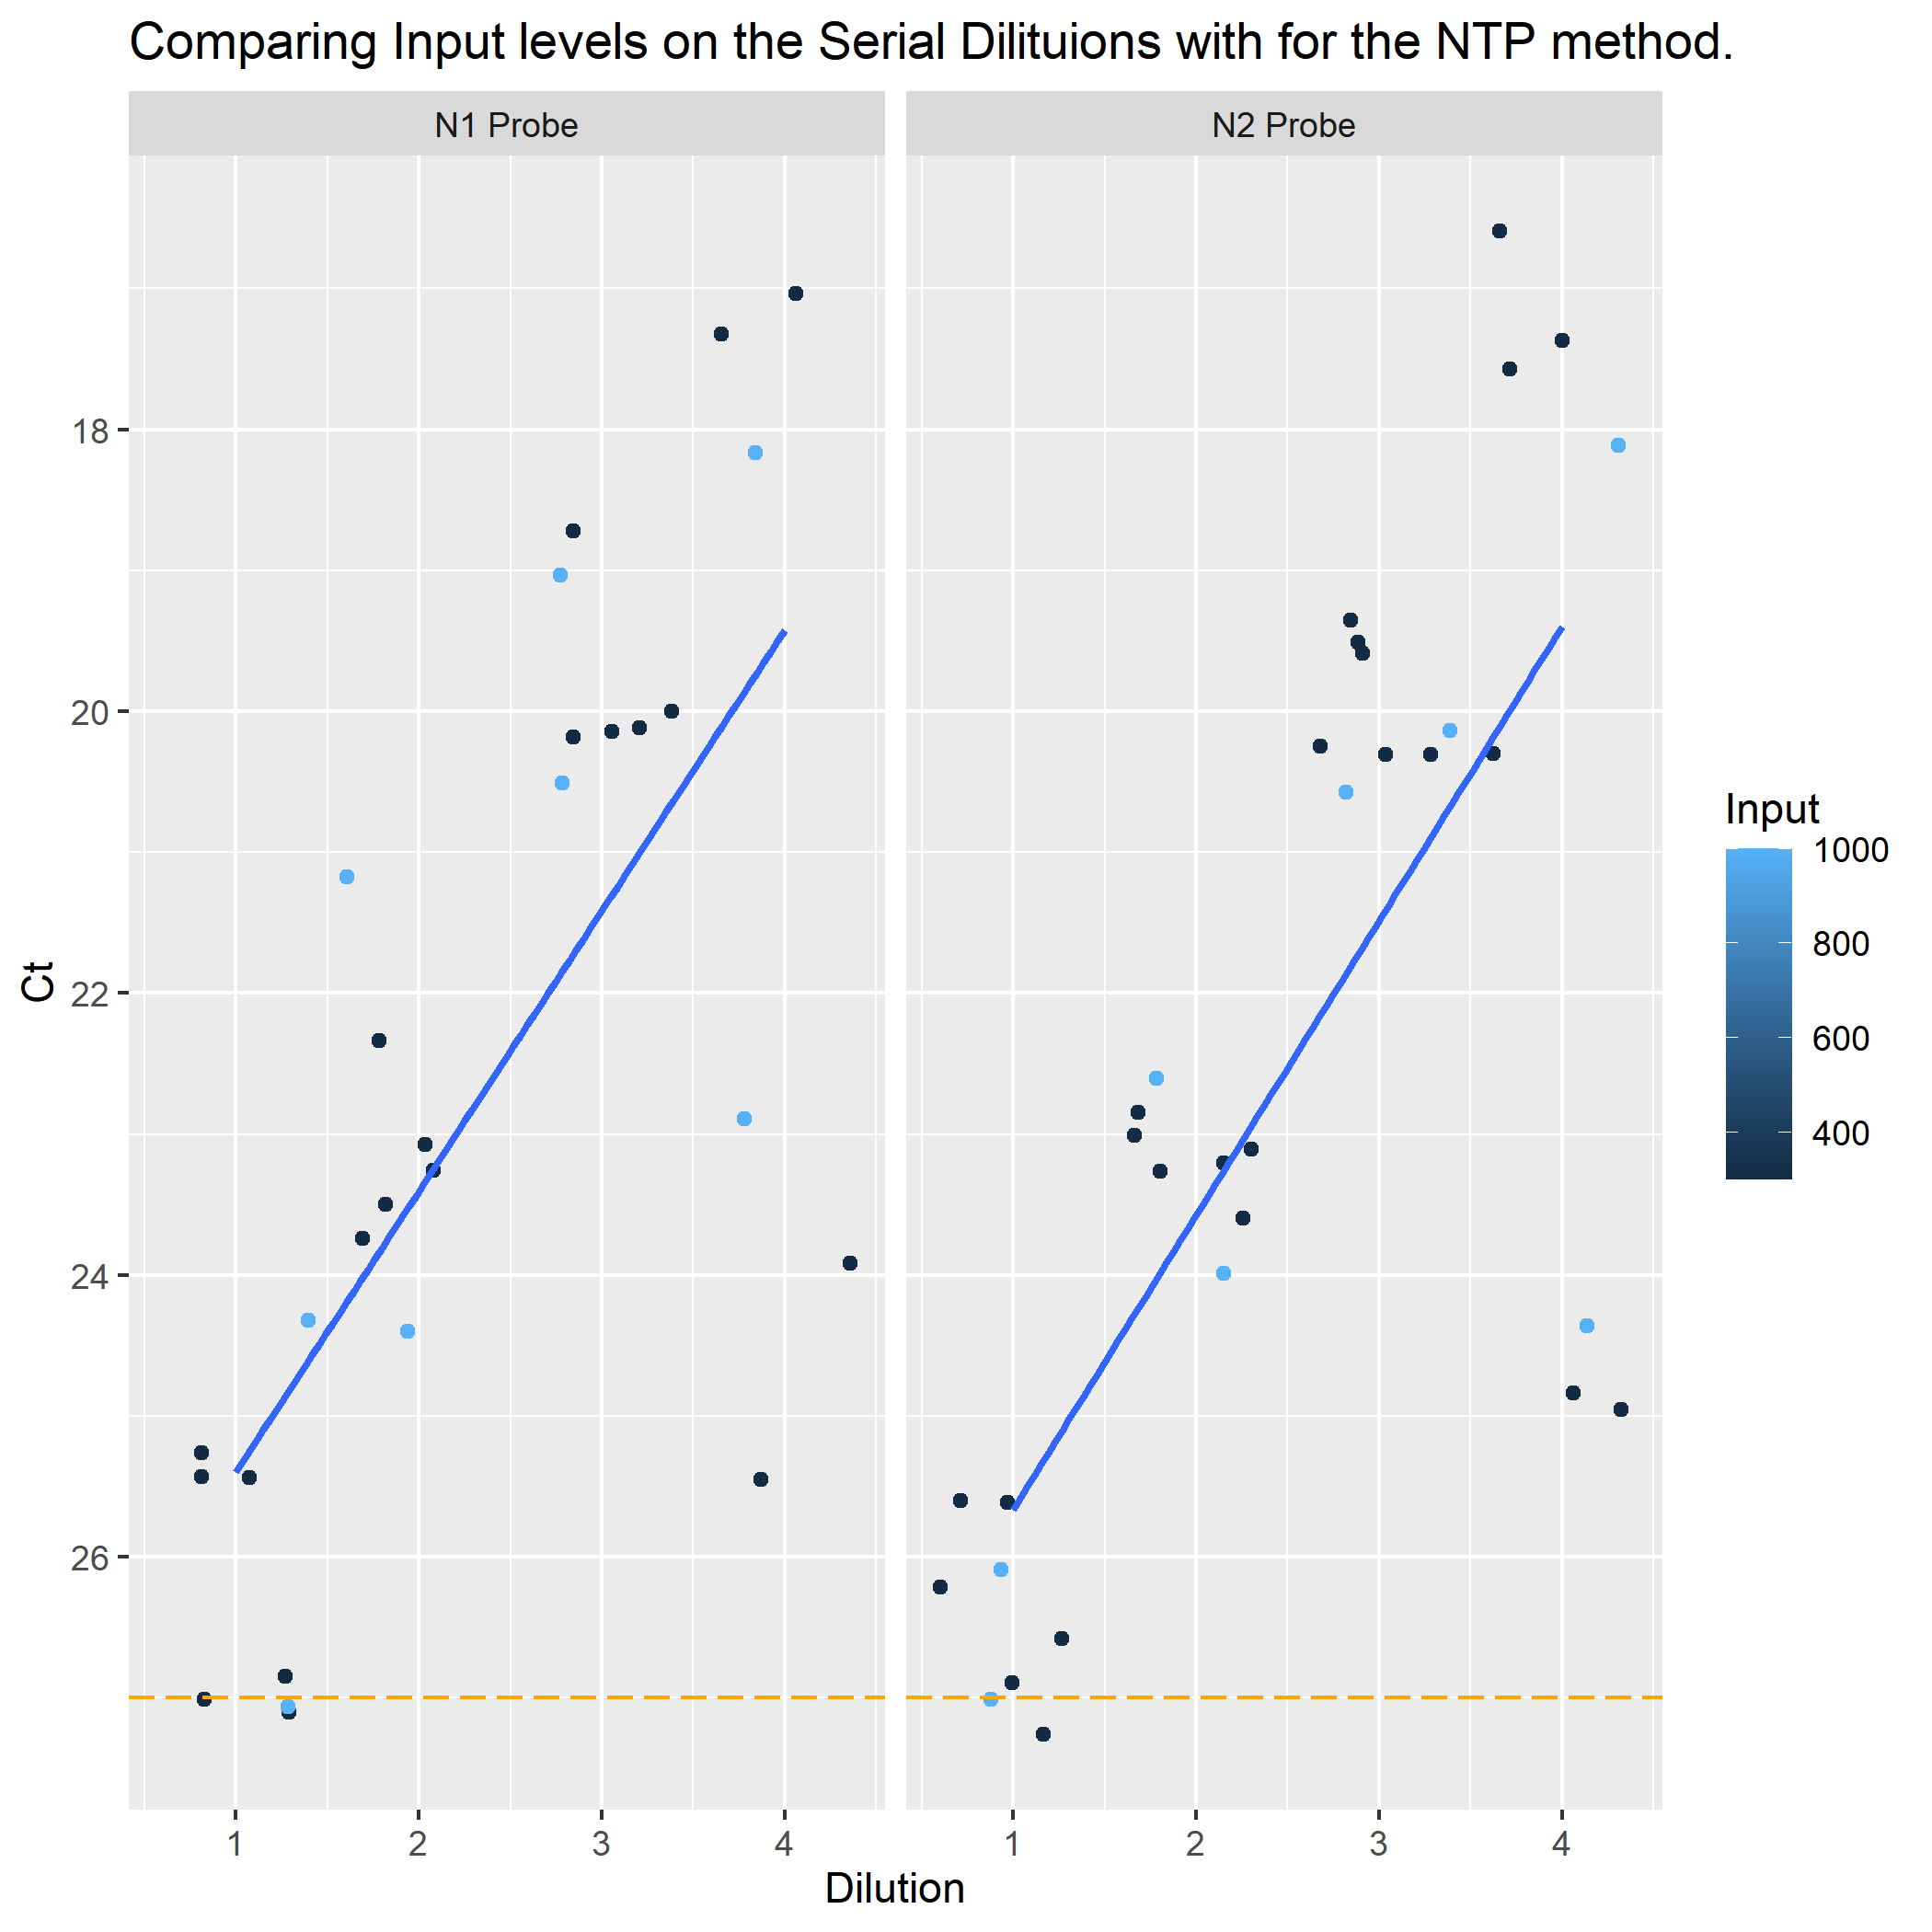 Comparing Input levels on the Serial Dilituions with for the NTP method.
N1 Probe
N2 Probe
18
20
22
24
26
Ct
1
2
3
4
1
2
3
4
Dilution
Input
1000
800
600
400